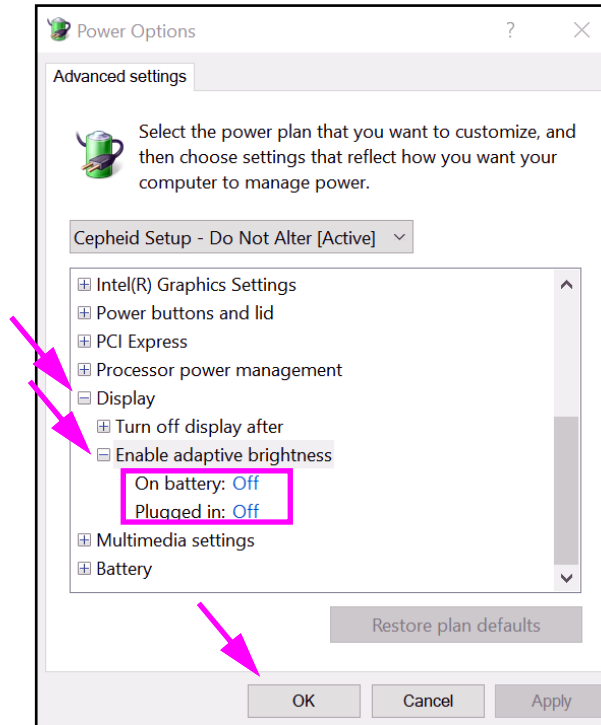 Power Options
?
Advanced settings
Select the power plan that you want to customize, and
then choose settings that reflect how you want your
computer to manage power.
Cepheid Setup - Do Not Alter [Active]
Intel(R) Graphics Settings
Power buttons and lid
PCI Express
Processor power management
Display
Turn off display after
Enable adaptive brightness
On battery: Off
Plugged in: Off
Multimedia settings
Battery
Restore plan defaults
OK Cancel Apply